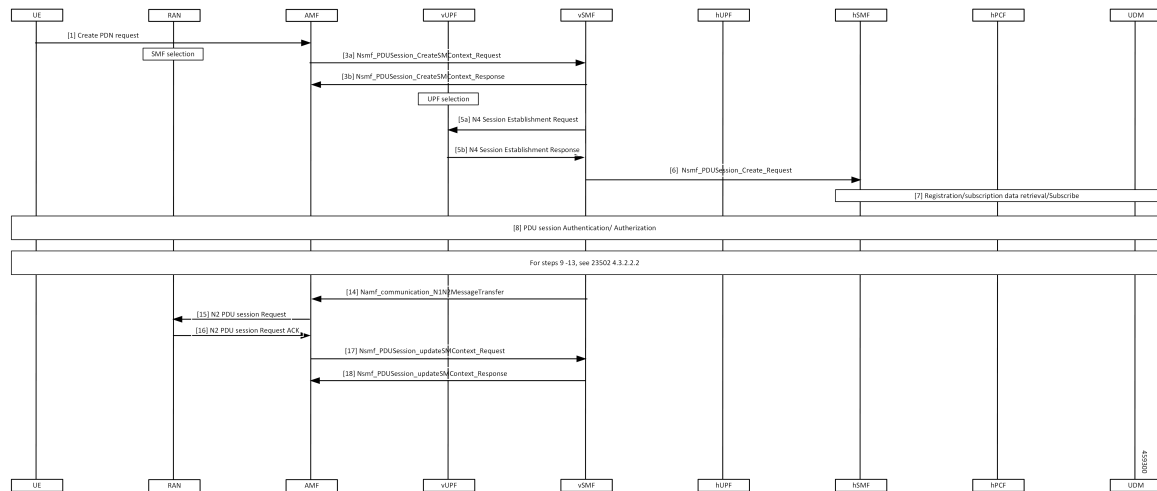 UE RAN AMF vUPF vSMF hUPF hSMF hPCF UDM
[1] Create PDN request
SMF selection
[3a] Nsmf_PDUSession_CreateSMContext_Request
[3b] Nsmf_PDUSession_CreateSMContext_Response
UPF selection
[5a] N4 Session Establishment Request
[5b] N4 Session Establishment Response
[6] Nsmf_PDUSession_Create_Request
[7] Registration/subscription data retrieval/Subscribe
[8] PDU session Authentication/ Autherization
For steps 9 -13, see 23502 4.3.2.2.2
[14] Namf_communication_N1N2MessageTransfer
[15] N2 PDU session Request
[16] N2 PDU session Request ACK
[17] Nsmf_PDUSession_updateSMContext_Request
[18] Nsmf_PDUSession_updateSMContext_Response
459300
UE RAN AMF vUPF vSMF hUPF hSMF hPCF UDM